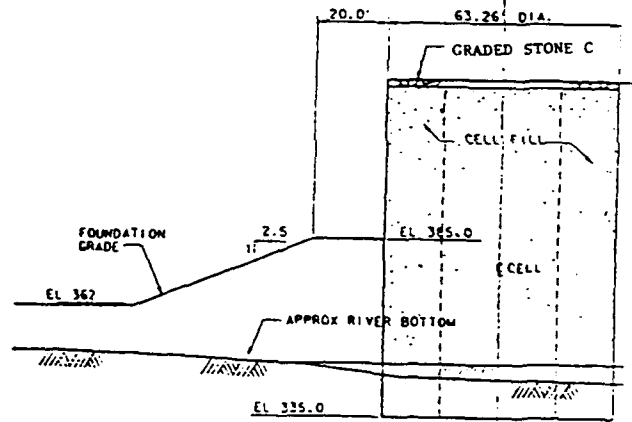 20.0' 63.26' DIA.
GRADED STONE C
CELL FILL
FOUNDATION
GRADE
2.5
1
EL 385.0
EL 362
₵ CELL
APPROX RIVER BOTTOM
EL 335.0